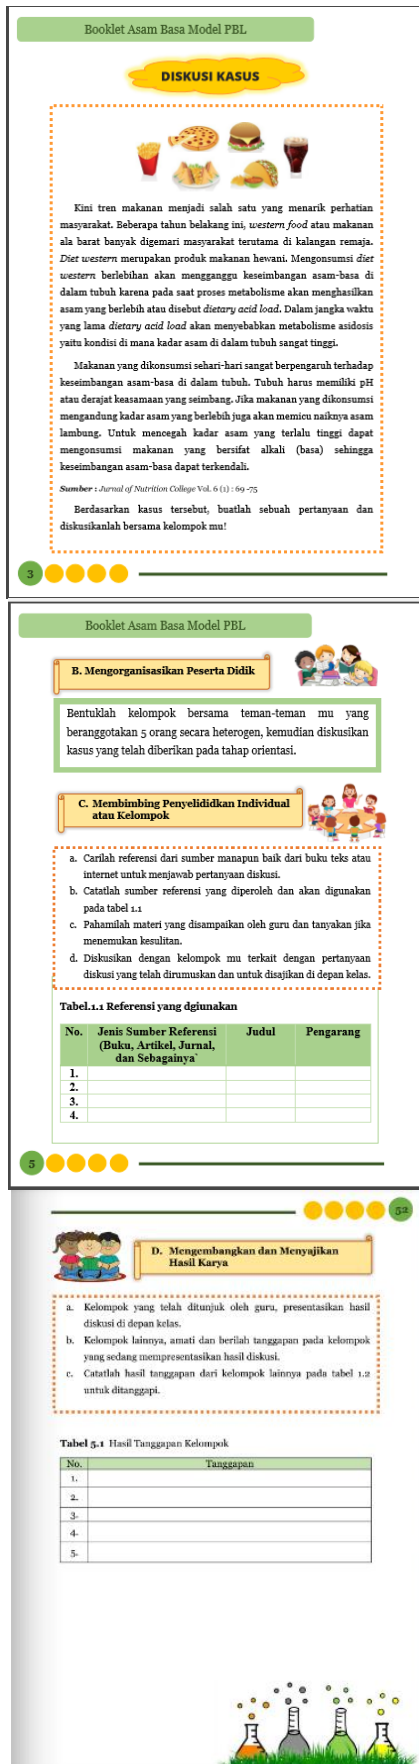 Booklet Asam Basa Model PBL
DISKUSI KASUS
Kini tren makanan menjadi salah satu yang menarik perhatian
masyarakat. Beberapa tahun belakang ini, western food atau makanan
ala barat banyak digemari masyarakat terutama di kalangan remaja.
Diet western merupakan produk makanan hewani. Mengonsumsi diet
western berlebihan akan mengganggu keseimbangan asam-basa di
dalam tubuh karena pada saat proses metabolisme akan menghasilkan
asam yang berlebih atau disebut dietary acid load. Dalam jangka waktu
yang lama dietary acid load akan menyebabkan metabolisme asidosis
yaitu kondisi di mana kadar asam di dalam tubuh sangat tinggi.
Makanan yang dikonsumsi sehari-hari sangat berpengaruh terhadap
keseimbangan asam-basa di dalam tubuh. Tubuh harus memiliki pH
atau derajat keasamaan yang seimbang. Jika makanan yang dikonsumsi
mengandung kadar asam yang berlebih juga akan memicu naiknya asam
lambung. Untuk mencegah kadar asam yang terlalu tinggi dapat
mengonsumsi makanan yang bersifat alkali (basa) sehingga
keseimbangan asam-basa dapat terkendali.
Sumber : Jurnal of Nutrition College Vol. 6 (1) : 69 -75
Berdasarkan kasus tersebut, buatlah sebuah pertanyaan dan
diskusikanlah bersama kelompok mu!
3
Booklet Asam Basa Model PBL
B. Mengorganisasikan Peserta Didik
Bentuklah kelompok bersama teman-teman mu yang
beranggotakan 5 orang secara heterogen, kemudian diskusikan
kasus yang telah diberikan pada tahap orientasi.
C. Membimbing Penyelididkan Individual
atau Kelompok
a. Carilah referensi dari sumber manapun baik dari buku teks atau
internet untuk menjawab pertanyaan diskusi.
b. Catatlah sumber referensi yang diperoleh dan akan digunakan
pada tabel 1.1
c. Pahamilah materi yang disampaikan oleh guru dan tanyakan jika
menemukan kesulitan.
d. Diskusikan dengan kelompok mu terkait dengan pertanyaan
diskusi yang telah dirumuskan dan untuk disajikan di depan kelas.
Tabel.1.1 Referensi yang dgiunakan
No. Jenis Sumber Referensi Judul Pengarang
(Buku, Artikel, Jurnal,
dan Sebagainya`
1.
2.
3.
4.
5
52
D. Mengembangkan dan Menyajikan
Hasil Karya
a. Kelompok yang telah ditunjuk oleh guru, presentasikan hasil
diskusi di depan kelas.
b. Kelompok lainnya, amati dan berilah tanggapan pada kelompok
yang sedang mempresentasikan hasil diskusi.
c. Catatlah hasil tanggapan dari kelompok lainnya pada tabel 1.2
untuk ditanggapi.
Tabel 5.1 Hasil Tanggapan Kelompok
No. Tanggapan
1.
2.
3.
4.
5.